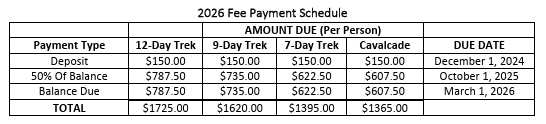 2026 Fee Payment Schedule
AMOUNT DUE (Per Person)
Payment Type 12-Day Trek 9-Day Trek 7-Day Trek Cavalcade DUE DATE
Deposit $150.00 $150.00 $150.00 $150.00 December 1, 2024
50% Of Balance $787.50 $735.00 $622.50 $607.50 October 1, 2025
Balance Due $787.50 $735.00 $622.50 $607.50 March 1, 2026
TOTAL $1725.00 $1620.00 $1395.00 $1365.00